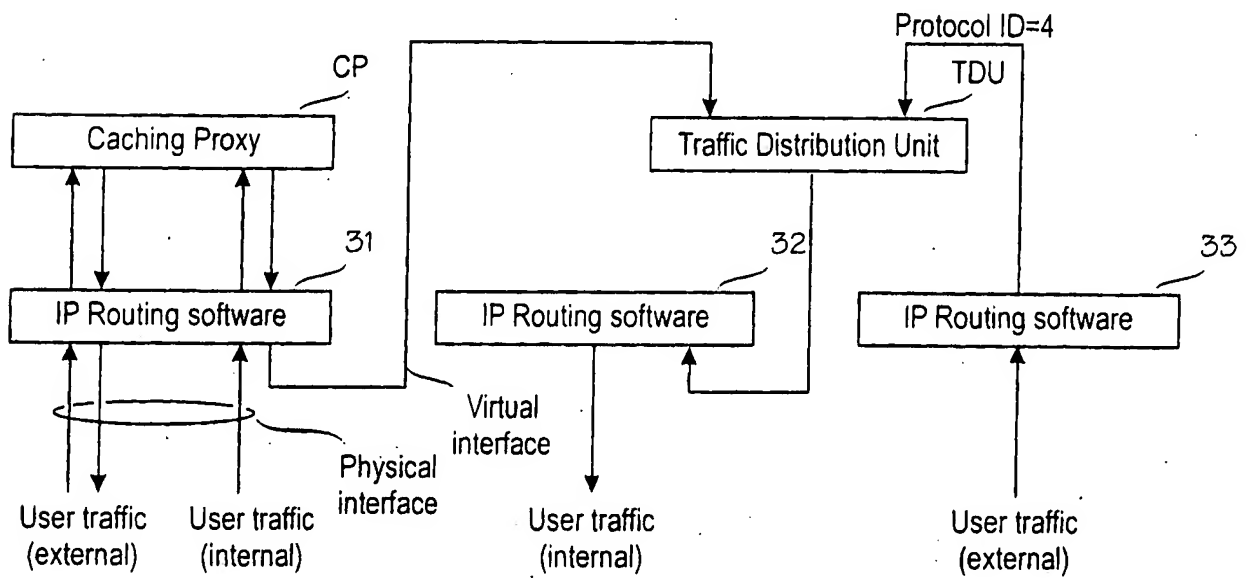 Protocol ID=4
CP
TDU
Caching Proxy
Traffic Distribution Unit
31
32
33
IP Routing software
IP Routing software
IP Routing software
Virtual
interface
Physical
interface
User traffic
(external)
User traffic
(internal)
User traffic
(internal)
User traffic
(external)